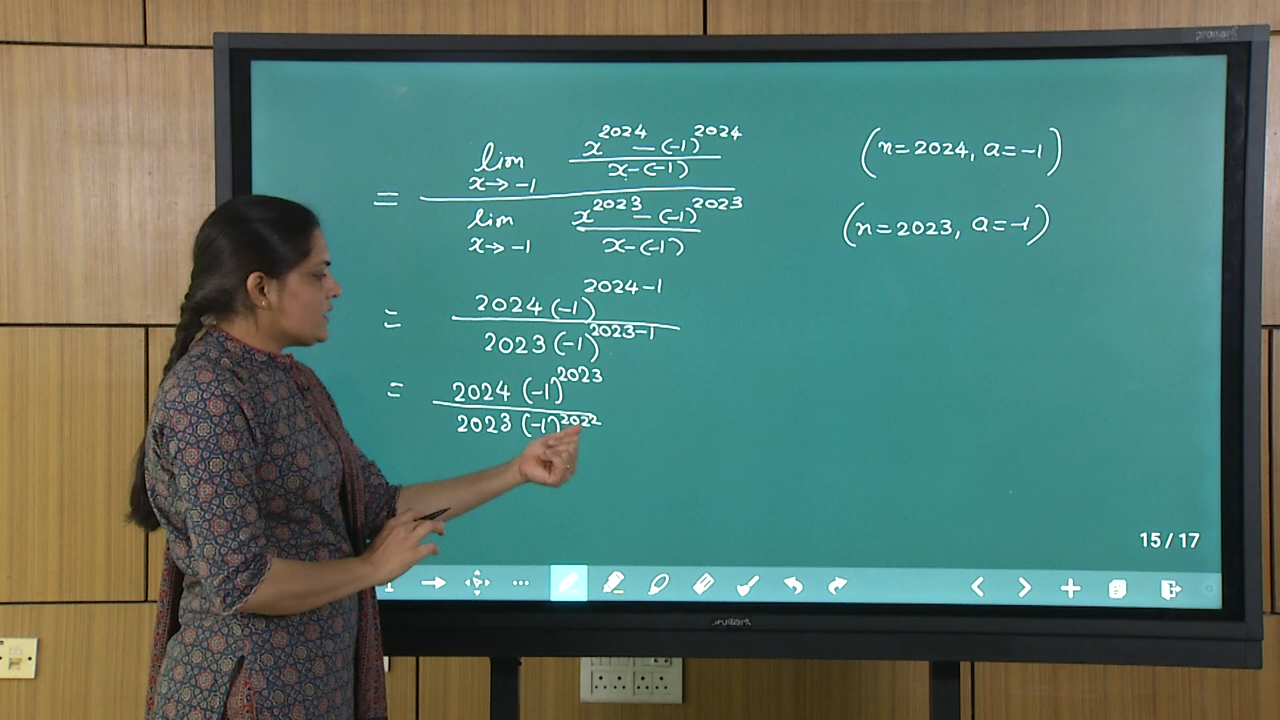 prosmart
= lim x→-1 x^2024 - (-1)^2024 / x-(-1) (n=2024, a=-1)
lim x→-1 x^2023 - (-1)^2023 / x-(-1) (n=2023, a=-1)
= 2024 (-1)^2024-1
2023 (-1)^2023-1
= 2024 (-1)^2023
2023 (-1)^2022
15 / 17